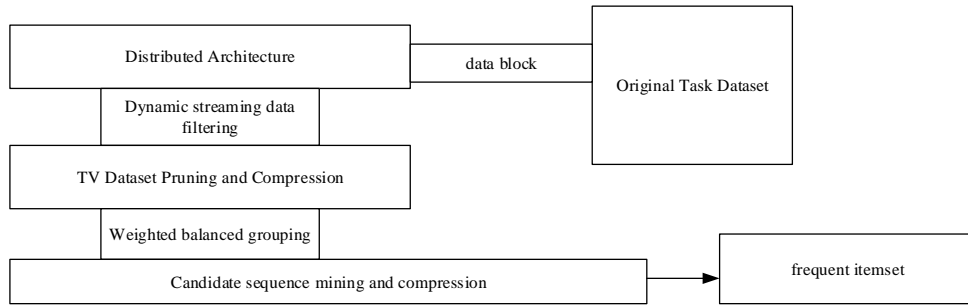 Distributed Architecture
data block
Original Task Dataset
Dynamic streaming data
filtering
TV Dataset Pruning and Compression
Weighted balanced grouping
Candidate sequence mining and compression
frequent itemset